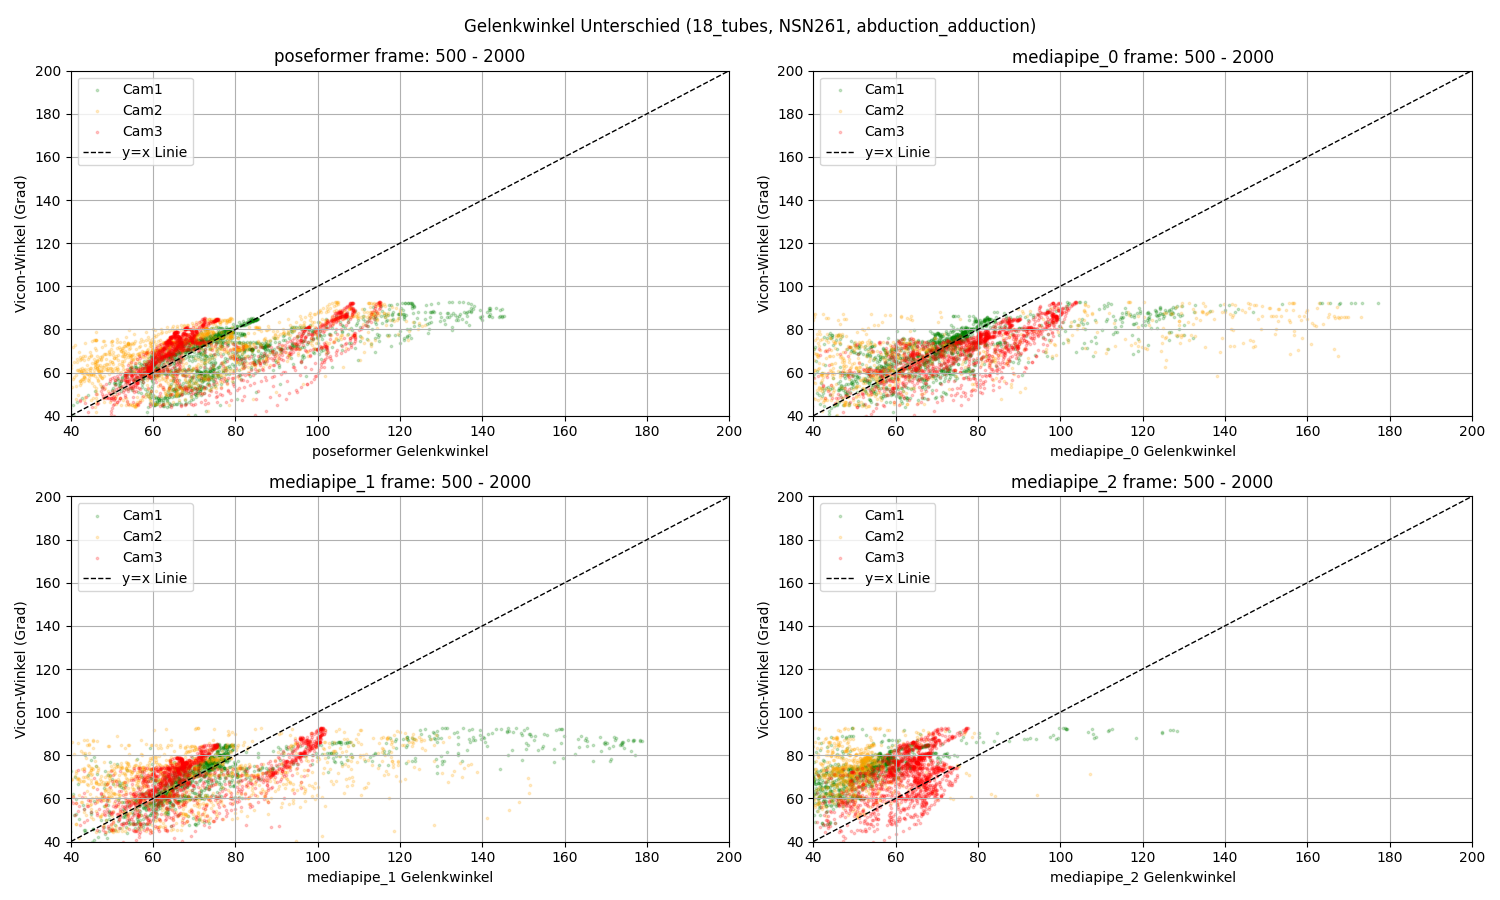 Gelenkwinkel Unterschied (18_tubes, NSN261, abduction_adduction)
poseformer frame: 500 - 2000
200
180
160
140
120
100
80
60
40
Vicon-Winkel (Grad)
Cam1
Cam2
Cam3
y=x Linie
40 60 80 100 120 140 160 180 200
poseformer Gelenkwinkel
mediapipe_0 frame: 500 - 2000
200
180
160
140
120
100
80
60
40
Vicon-Winkel (Grad)
Cam1
Cam2
Cam3
y=x Linie
40 60 80 100 120 140 160 180 200
mediapipe_0 Gelenkwinkel
mediapipe_1 frame: 500 - 2000
200
180
160
140
120
100
80
60
40
Vicon-Winkel (Grad)
Cam1
Cam2
Cam3
y=x Linie
40 60 80 100 120 140 160 180 200
mediapipe_1 Gelenkwinkel
mediapipe_2 frame: 500 - 2000
200
180
160
140
120
100
80
60
40
Vicon-Winkel (Grad)
Cam1
Cam2
Cam3
y=x Linie
40 60 80 100 120 140 160 180 200
mediapipe_2 Gelenkwinkel